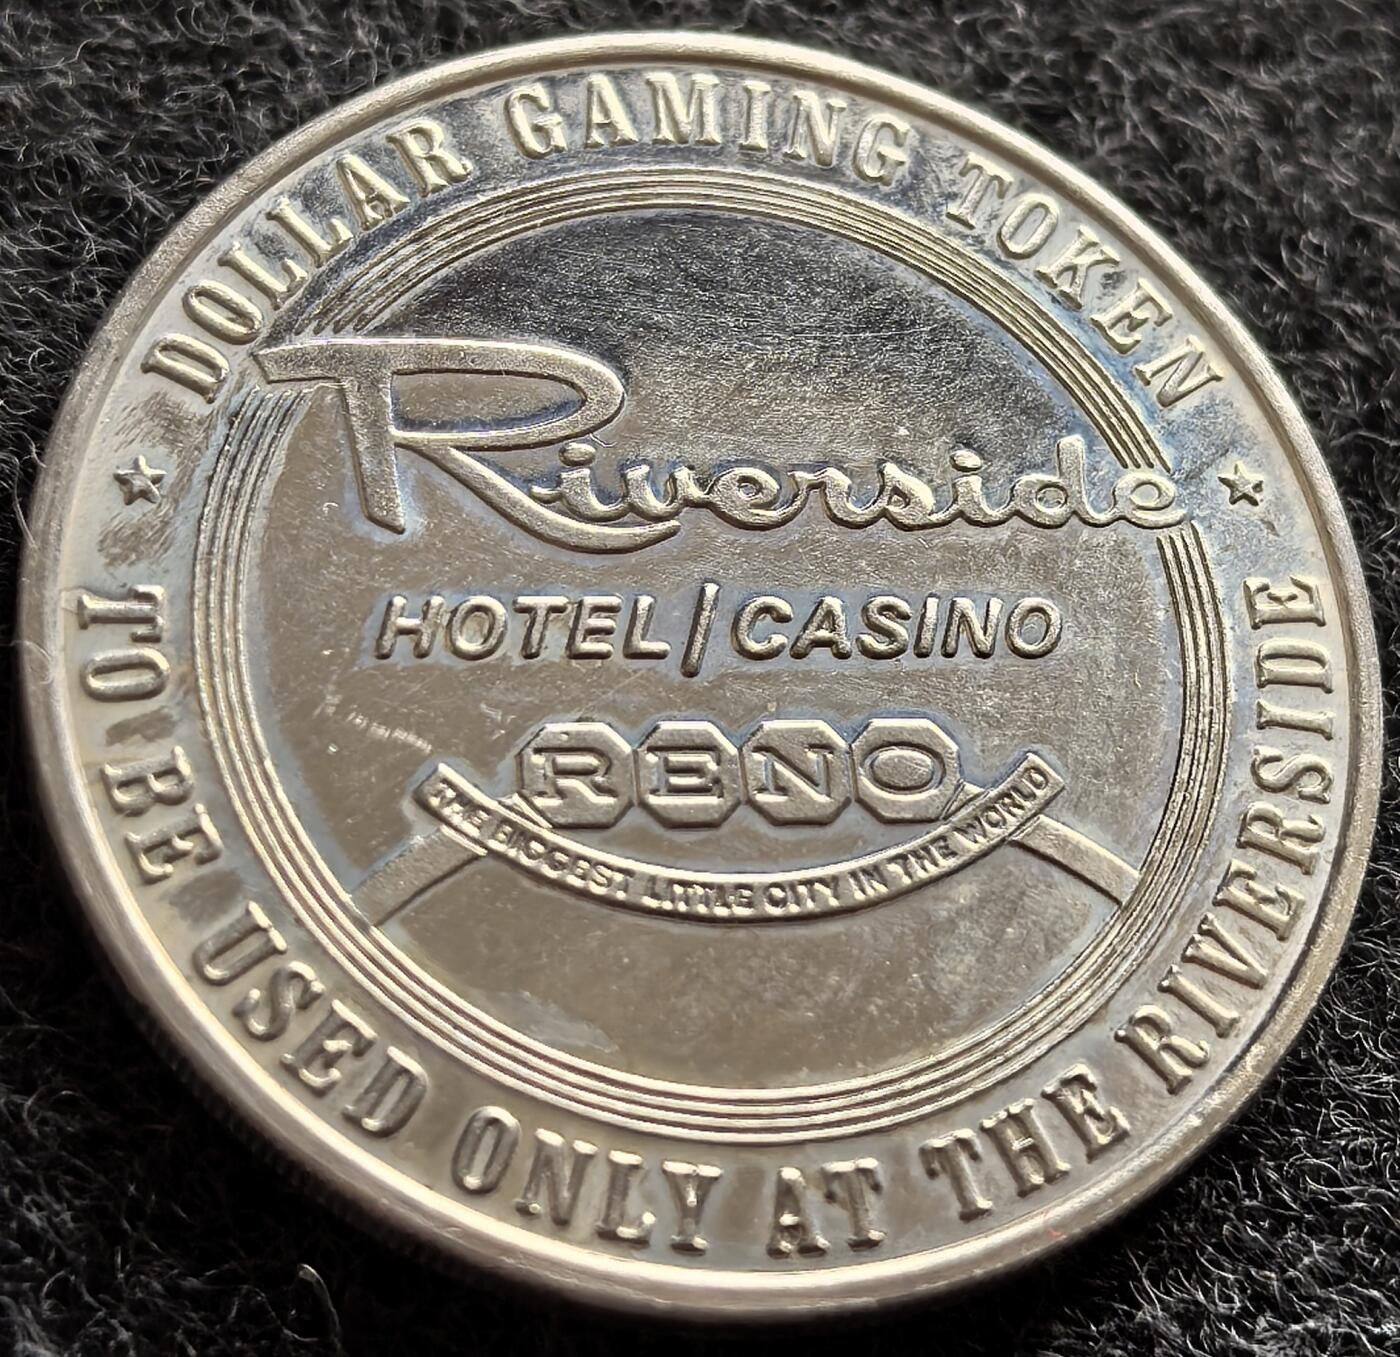 DOLLAR GAMING TOKEN
Riverside
HOTEL/CASINO
RENO
THE BIGGEST LITTLE CITY IN THE WORLD
TO BE USED ONLY AT THE RIVERSIDE